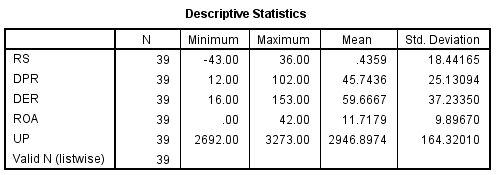 Descriptive Statistics
N Minimum Maximum Mean Std. Deviation
RS 39 -43.00 36.00 .4359 18.44165
DPR 39 12.00 102.00 45.7436 25.13094
DER 39 16.00 153.00 59.6667 37.23350
ROA 39 .00 42.00 11.7179 9.89670
UP 39 2692.00 3273.00 2946.8974 164.32010
Valid N (listwise) 39